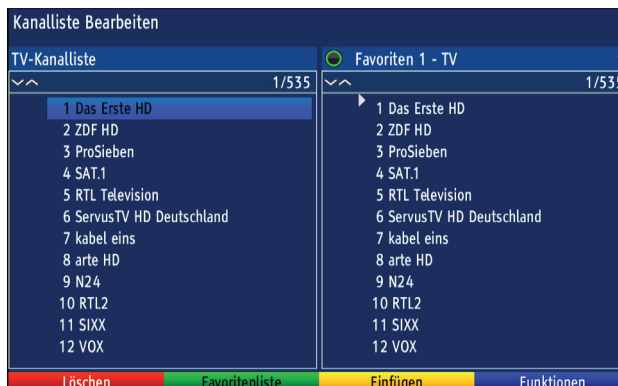 Kanalliste Bearbeiten
TV-Kanalliste
1/535
1 Das Erste HD
2 ZDF HD
3 ProSieben
4 SAT.1
5 RTL Television
6 ServusTV HD Deutschland
7 kabel eins
8 arte HD
9 N24
10 RTL2
11 SIXX
12 VOX
Favoriten 1 - TV
1/535
1 Das Erste HD
2 ZDF HD
3 ProSieben
4 SAT.1
5 RTL Television
6 ServusTV HD Deutschland
7 kabel eins
8 arte HD
9 N24
10 RTL2
11 SIXX
12 VOX
Löschen Favoritenliste Einfügen Funktionen